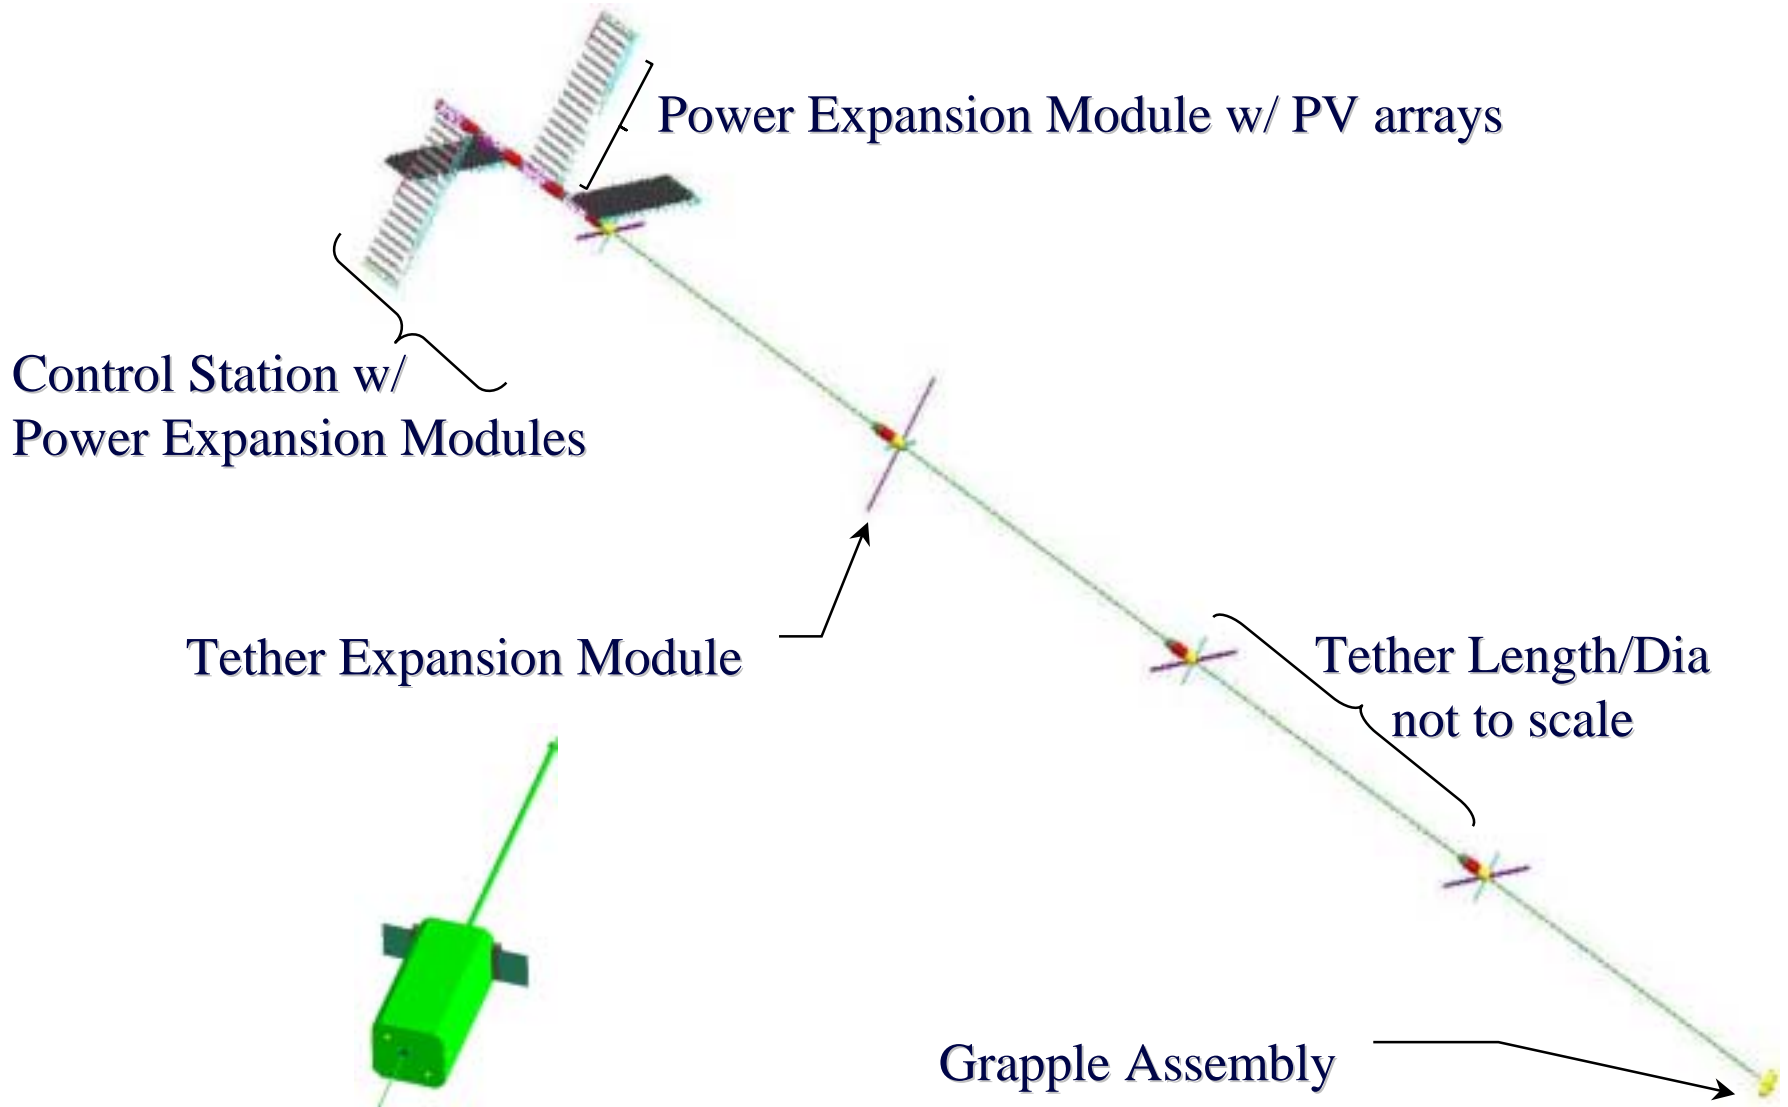 Power Expansion Module w/ PV arrays
Control Station w/
Power Expansion Modules
Tether Expansion Module
Tether Length/Dia
not to scale
Grapple Assembly